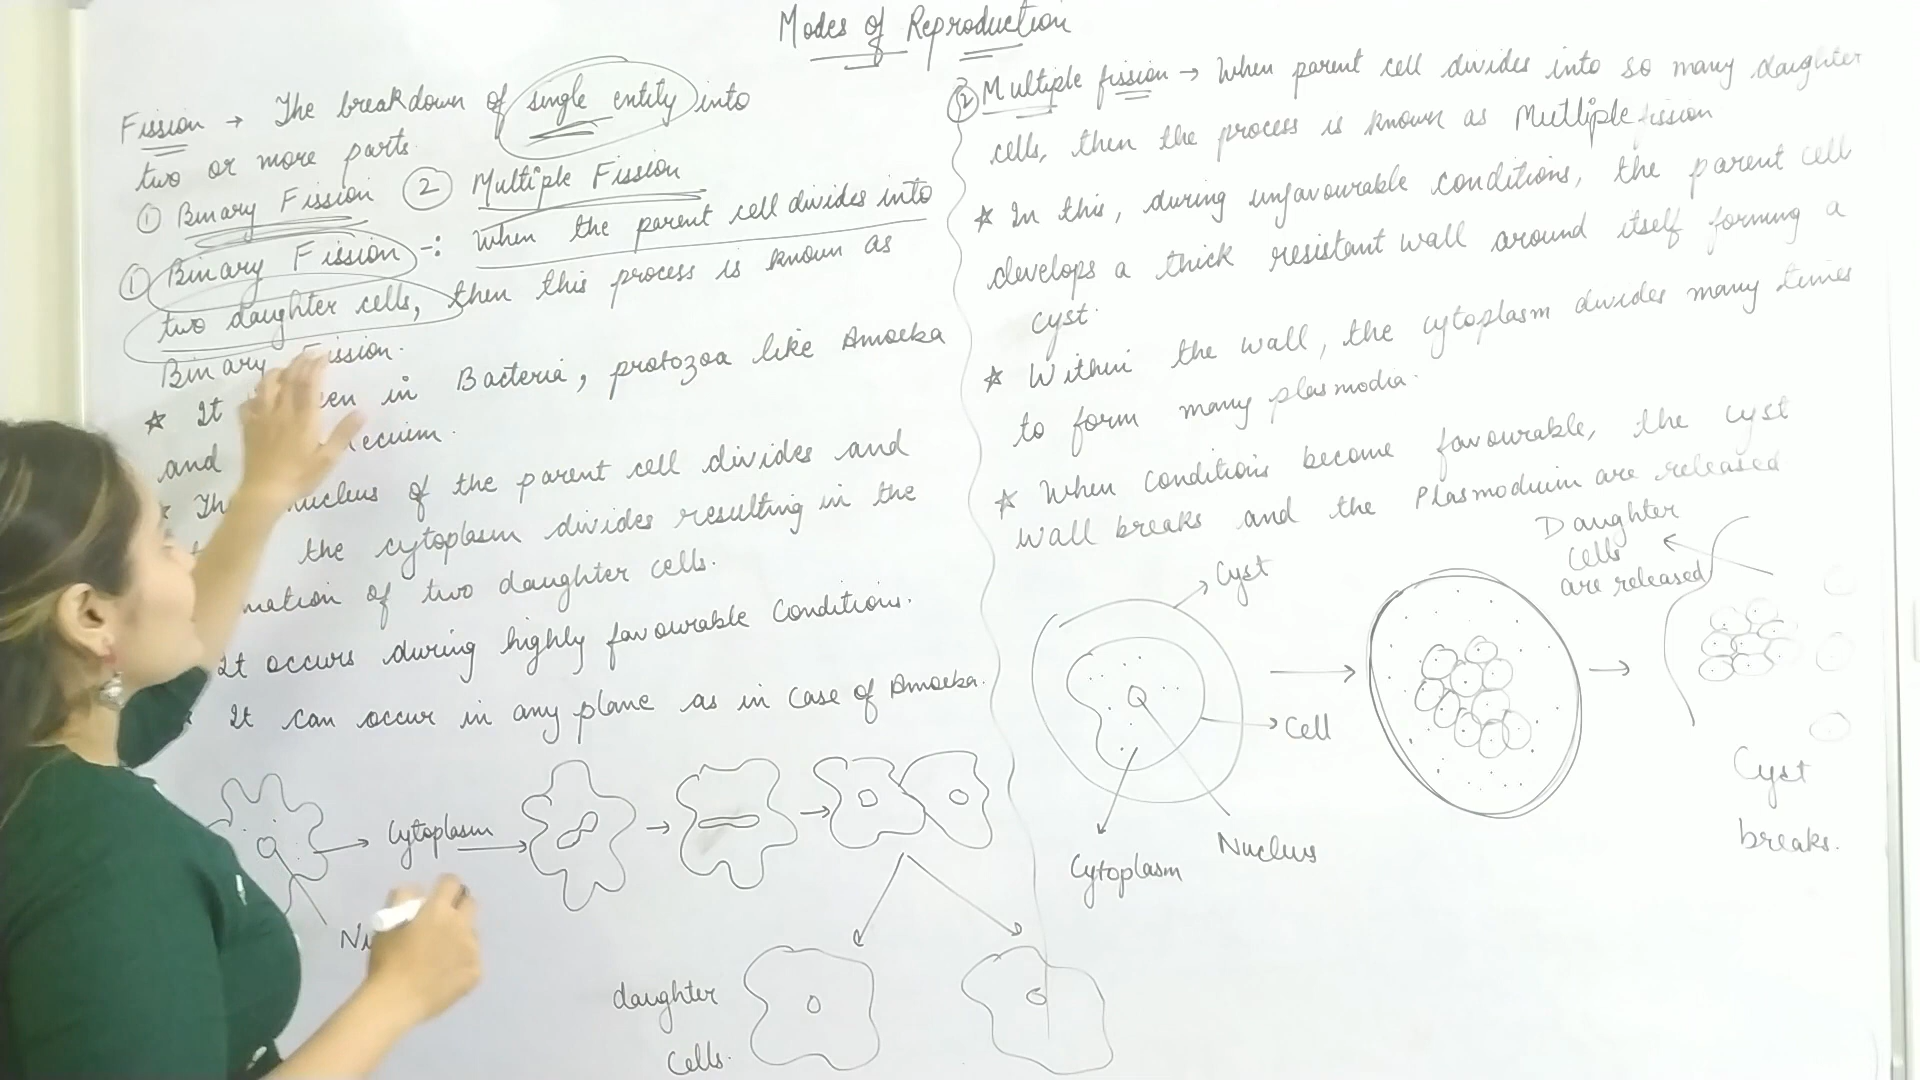 Modes of Reproduction
Fission → The breakdown of single entity into
two or more parts.
① Binary Fission ② Multiple Fission
① Binary Fission -: When the parent cell divides into
two daughter cells, then this process is known as
Binary Fission.
★ It in Bacteria, protozoa like Amoeba
and
nucleus of the parent cell divides and
the cytoplasm divides resulting in the
of two daughter cells.
It occurs during highly favourable Conditions.
★ It can occur in any plane as in case of Amoeba.
Cytoplasm
daughter
Cells.
② Multiple fission → When parent cell divides into so many daughter
cells, then the process is known as Multliple fission
★ In this, during unfavourable conditions, the parent cell
develops a thick resistant wall around itself forming a
cyst.
★ Within the wall, the cytoplasm divides many times
to form many plasmodia.
★ When Conditions become favourable, the cyst
wall breaks and the Plasmoduim are released
Cyst
Cell
Cytoplasm
Nucleus
Daughter
Cells
are released
Cyst
breaks.